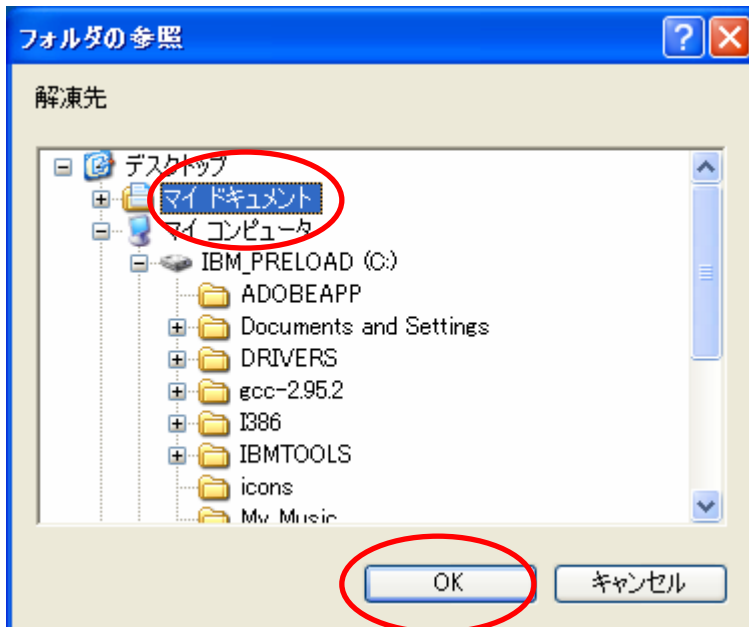 フォルダの参照
解凍先
デスクトップ
マイ ドキュメント
マイ コンピュータ
IBM_PRELOAD (C:)
ADOBEAPP
Documents and Settings
DRIVERS
gcc-2.95.2
I386
IBMTOOLS
icons
My Music
OK
キャンセル